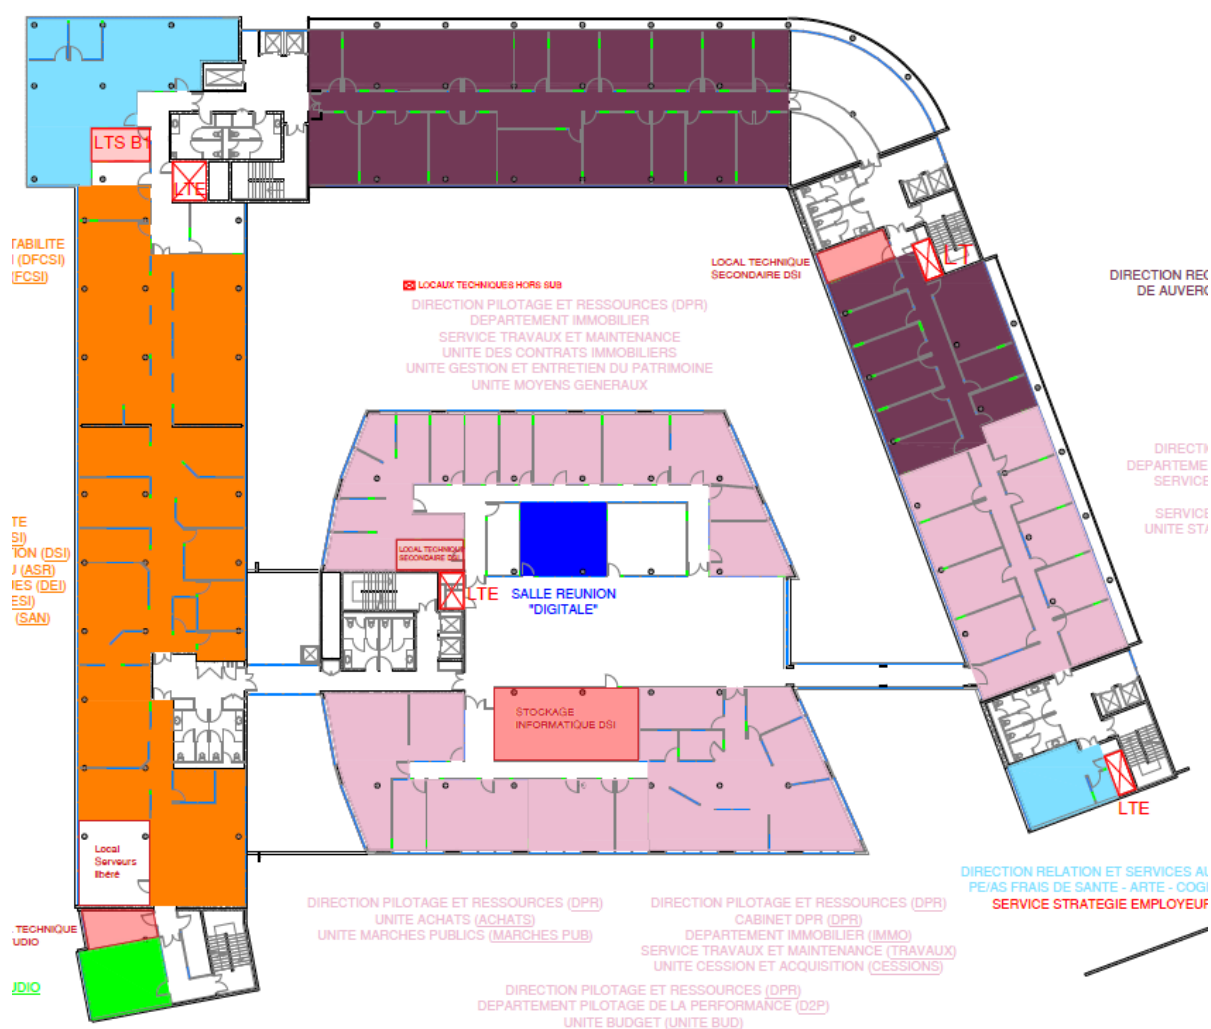 LTS B1
LTE
TABILITE
(DFCSI)
(FCSI)
LOCAL TECHNIQUE
SECONDAIRE DSI
LT
DIRECTION REG
DE AUVERG
LOCAUX TECHNIQUES HORS SUB
DIRECTION PILOTAGE ET RESSOURCES (DPR)
DEPARTEMENT IMMOBILIER
SERVICE TRAVAUX ET MAINTENANCE
UNITE DES CONTRATS IMMOBILIERS
UNITE GESTION ET ENTRETIEN DU PATRIMOINE
UNITE MOYENS GENERAUX
DIRECTI
DEPARTEME
SERVICE
SERVICE
UNITE STA
TE
SI)
TION (DSI)
J (ASR)
UES (DEI)
ESI)
(SAN)
LOCAL TECHNIQUE
SECONDAIRE DSI
LTE
SALLE REUNION
"DIGITALE"
STOCKAGE
INFORMATIQUE DSI
LTE
Local
Serveurs
libéré
DIRECTION RELATION ET SERVICES AU
PE/AS FRAIS DE SANTE - ARTE - COG
SERVICE STRATEGIE EMPLOYEUR
DIRECTION PILOTAGE ET RESSOURCES (DPR)
UNITE ACHATS (ACHATS)
UNITE MARCHES PUBLICS (MARCHES PUB)
DIRECTION PILOTAGE ET RESSOURCES (DPR)
CABINET DPR (DPR)
DEPARTEMENT IMMOBILIER (IMMO)
SERVICE TRAVAUX ET MAINTENANCE (TRAVAUX)
UNITE CESSION ET ACQUISITION (CESSIONS)
TECHNIQUE
UDIO
UDIO
DIRECTION PILOTAGE ET RESSOURCES (DPR)
DEPARTEMENT PILOTAGE DE LA PERFORMANCE (D2P)
UNITE BUDGET (UNITE BUD)